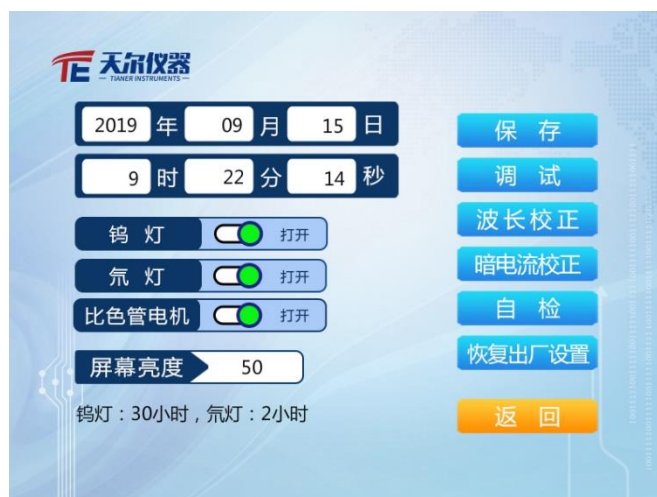 TE 天尔仪器
TIANER INSTRUMENTS
2019 年 09 月 15 日
9 时 22 分 14 秒
钨 灯 打开
氘 灯 打开
比色管电机 打开
屏幕亮度 50
钨灯：30小时，氘灯：2小时
保 存
调 试
波长校正
暗电流校正
自 检
恢复出厂设置
返 回